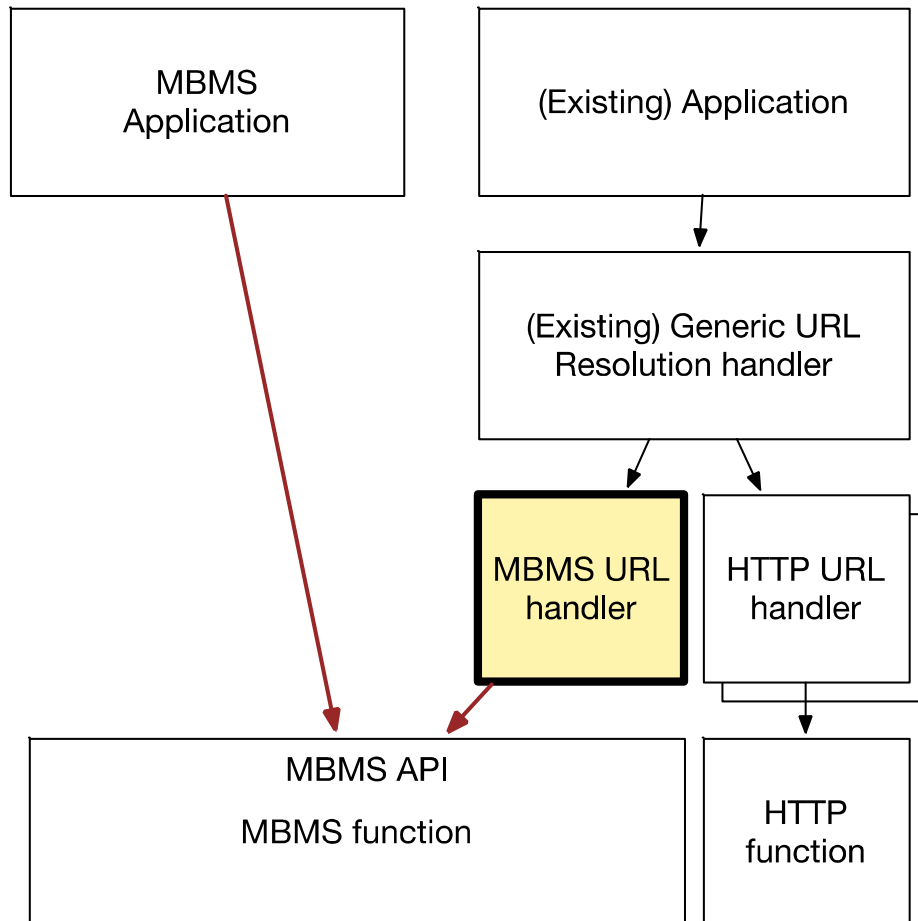 MBMS
Application
(Existing) Application
(Existing) Generic URL
Resolution handler
MBMS URL
handler
HTTP URL
handler
MBMS API
MBMS function
HTTP
function